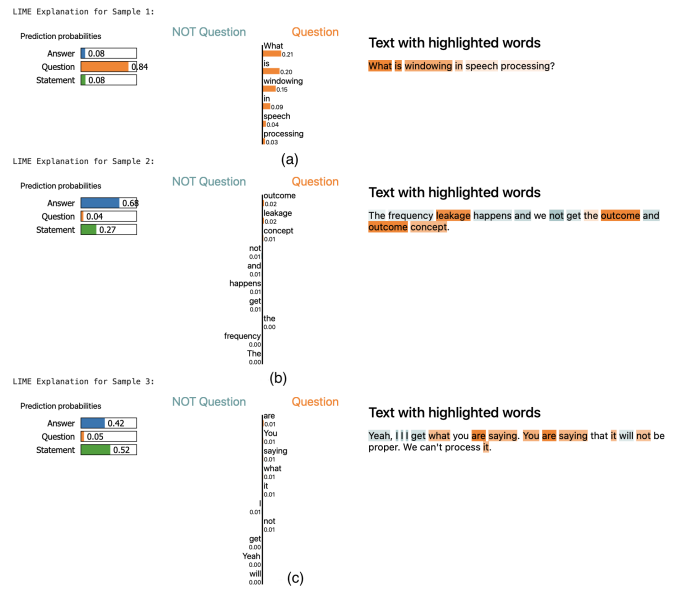 LIME Explanation for Sample 1:
Prediction probabilities
Answer 0.08
Question 0.84
Statement 0.08
NOT Question Question
What
0.21
is
0.20
windowing
0.15
in
0.09
speech
0.04
processing
0.03
Text with highlighted words
What is windowing in speech processing?
(a)
LIME Explanation for Sample 2:
Prediction probabilities
Answer 0.68
Question 0.04
Statement 0.27
NOT Question Question
outcome
0.02
leakage
0.02
concept
0.01
not
0.01
and
0.01
happens
0.01
get
0.01
the
0.00
frequency
0.00
The
0.00
Text with highlighted words
The frequency leakage happens and we not get the outcome and
outcome concept.
(b)
LIME Explanation for Sample 3:
Prediction probabilities
Answer 0.42
Question 0.05
Statement 0.52
NOT Question Question
are
0.01
You
0.01
saying
0.01
what
0.01
it
0.01
I
0.01
not
0.01
get
0.00
Yeah
0.00
will
0.00
Text with highlighted words
Yeah, I I I get what you are saying. You are saying that it will not be
proper. We can't process it.
(c)